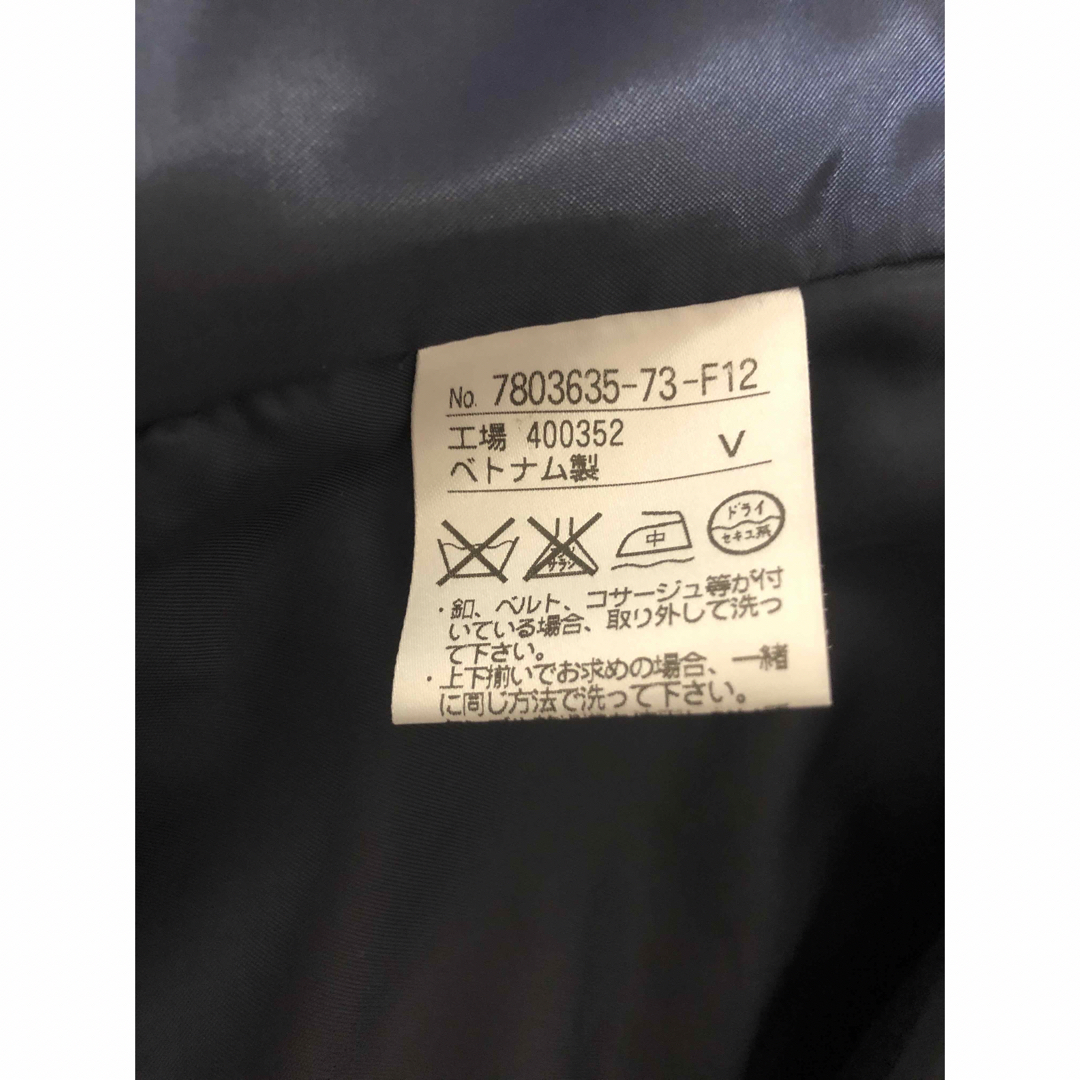 No. 7803635-73-F12
工場 400352 V
ベトナム製
サラシ 中 ドライ
セキユ系
・釦、ベルト、コサージュ等が付
いている場合、取り外して洗っ
て下さい。
・上下揃いでお求めの場合、一緒
に同じ方法で洗って下さい。